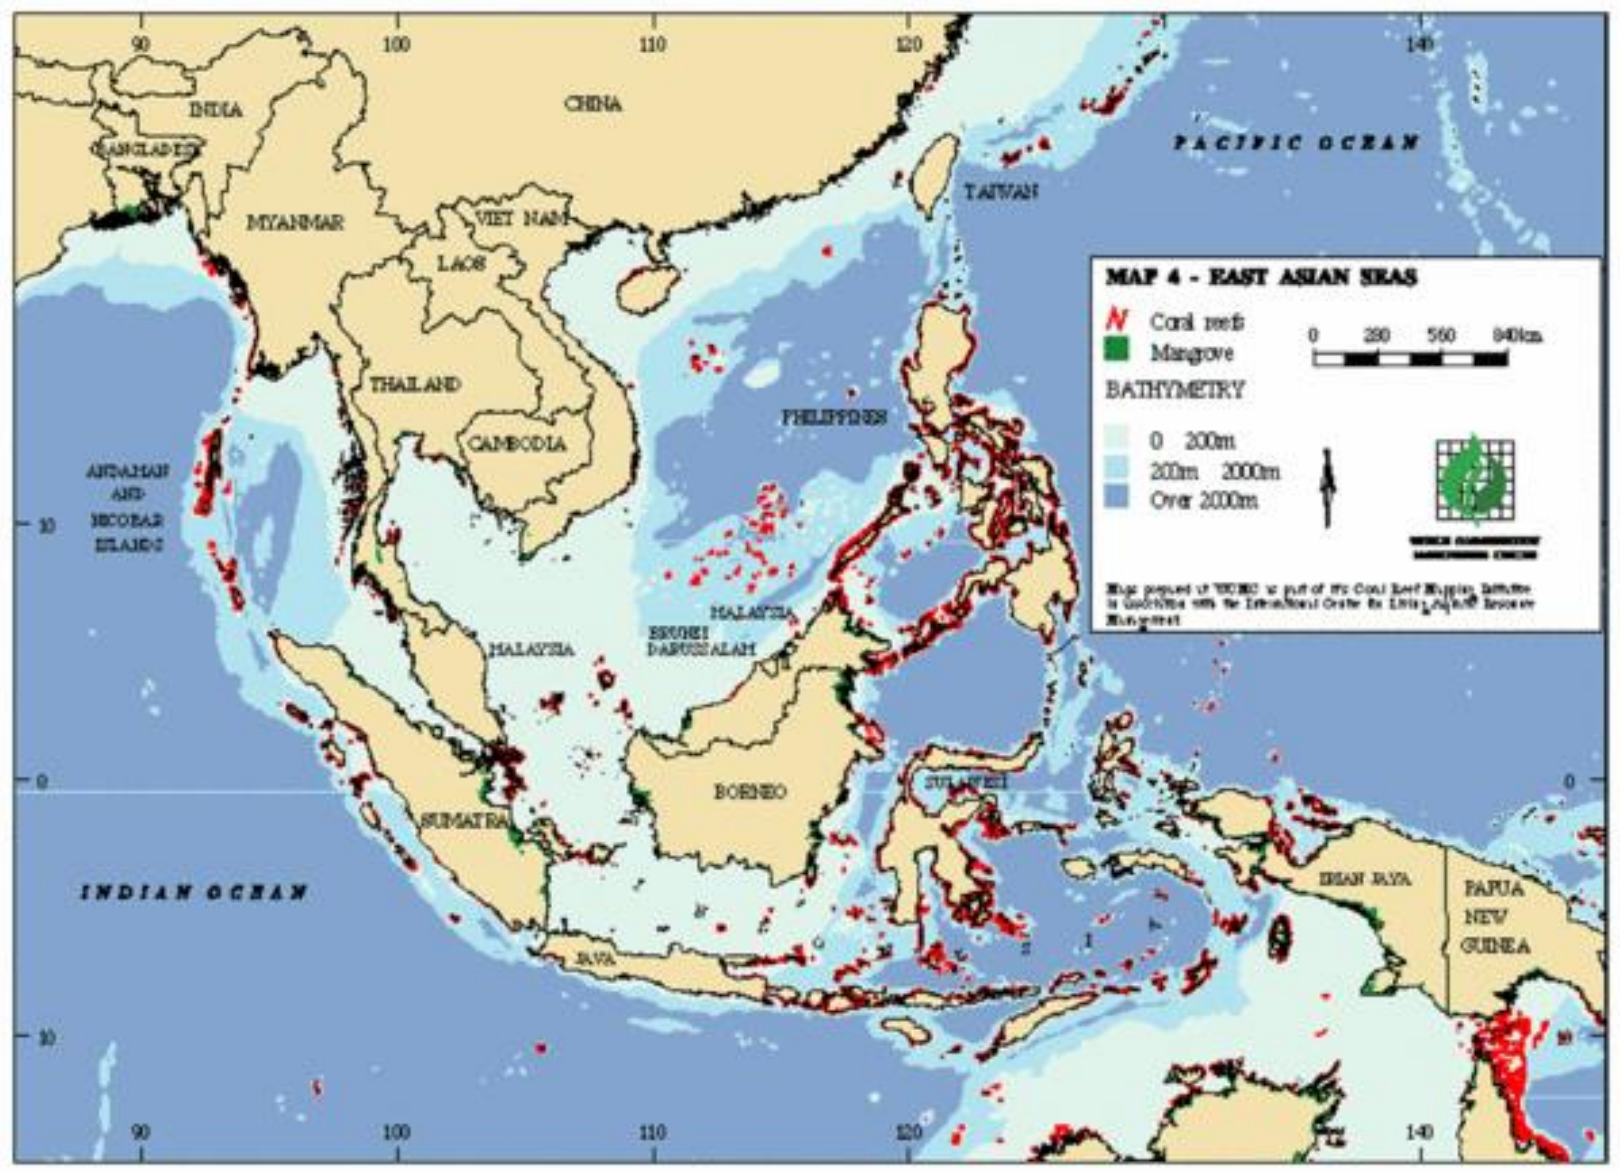 90 100 110 120 140
INDIA
CHINA
BANGLADESH
PACIFIC OCEAN
TAIWAN
MYANMAR
VIET NAM
LAOS
MAP 4 - EAST ASIAN SEAS
Coral reefs
Mangrove
0 280 560 840km
BATHYMETRY
0 200m
200m 2000m
Over 2000m
THAILAND
PHILIPPINES
CAMBODIA
ANDAMAN
AND
NICOBAR
ISLANDS
10
MALAYSIA
BRUNEI
DARUSSALAM
MALAYSIA
0 0
SULAWESI
BORNEO
SUMATRA
INDIAN OCEAN
IRIAN JAYA
PAPUA
NEW
GUINEA
JAVA
10 10
90 100 110 120 140